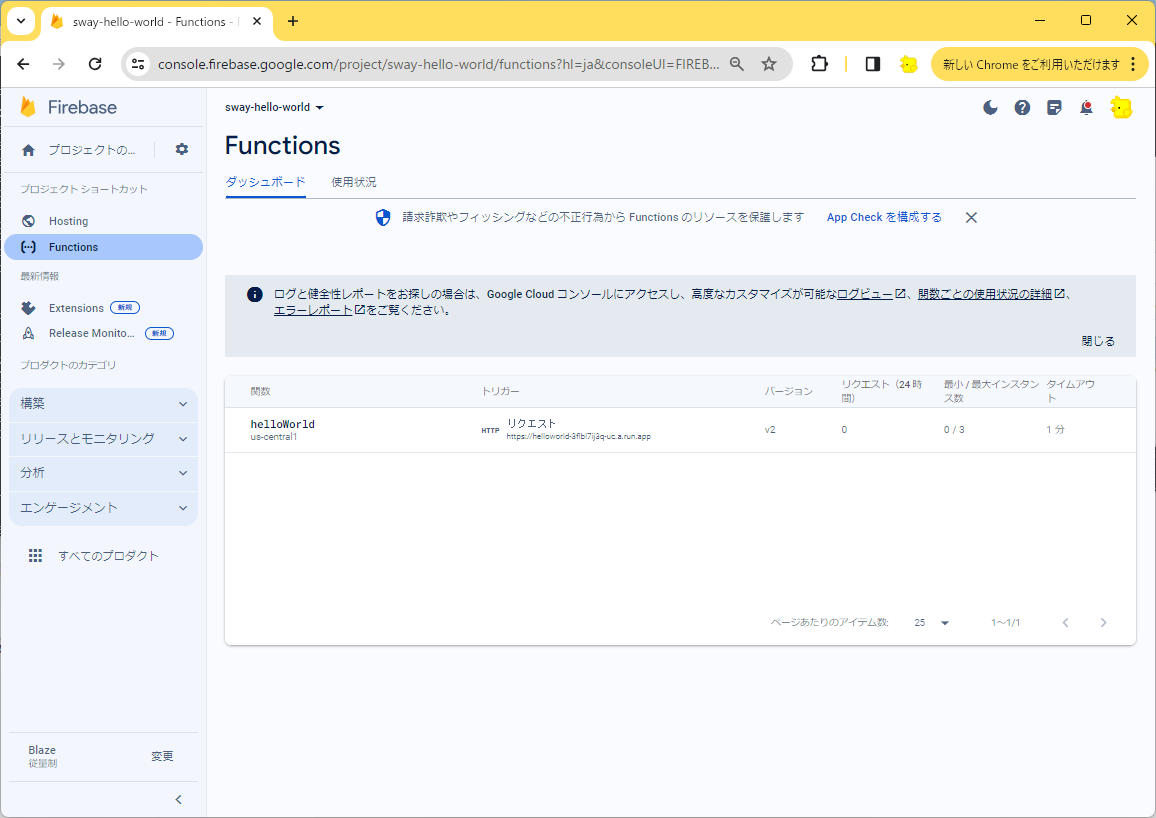 sway-hello-world - Functions -
console.firebase.google.com/project/sway-hello-world/functions?hl=ja&consoleUI=FIREB...
新しい Chrome をご利用いただけます
Firebase
プロジェクトの...
プロジェクト ショートカット
Hosting
Functions
最新情報
Extensions 新規
Release Monito... 新規
プロダクトのカテゴリ
構築
リリースとモニタリング
分析
エンゲージメント
すべてのプロダクト
Blaze
従量制
変更
sway-hello-world
Functions
ダッシュボード 使用状況
請求詐欺やフィッシングなどの不正行為から Functions のリソースを保護します App Check を構成する
ログと健全性レポートをお探しの場合は、Google Cloud コンソールにアクセスし、高度なカスタマイズが可能なログビュー、関数ごとの使用状況の詳細、
エラーレポートをご覧ください。
閉じる
関数 トリガー バージョン リクエスト（24 時間） 最小 / 最大インスタンス数 タイムアウト
helloWorld
us-central1
HTTP リクエスト
https://helloworld-3flbl7ij3q-uc.a.run.app
v2 0 0 / 3 1 分
ページあたりのアイテム数: 25 1～1/1